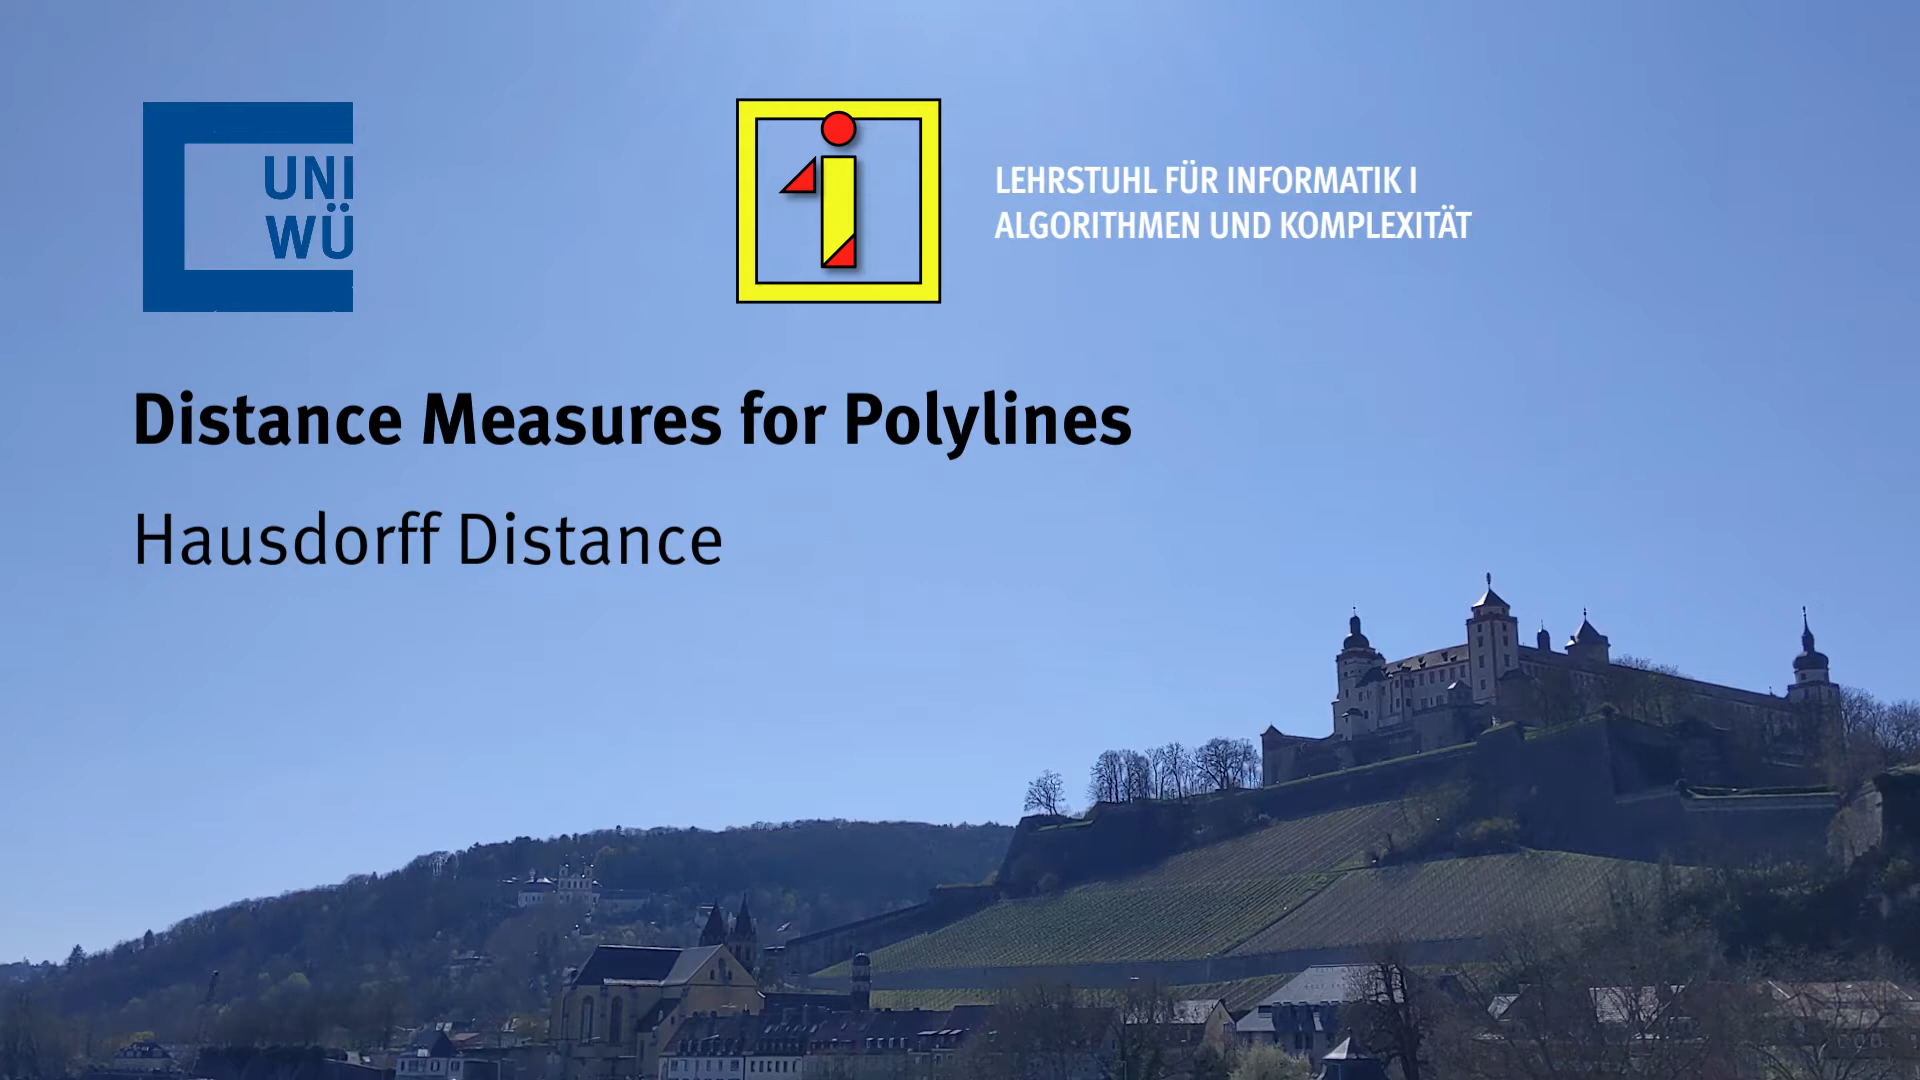 UNI
WÜ
LEHRSTUHL FÜR INFORMATIK I
ALGORITHMEN UND KOMPLEXITÄT
Distance Measures for Polylines
Hausdorff Distance